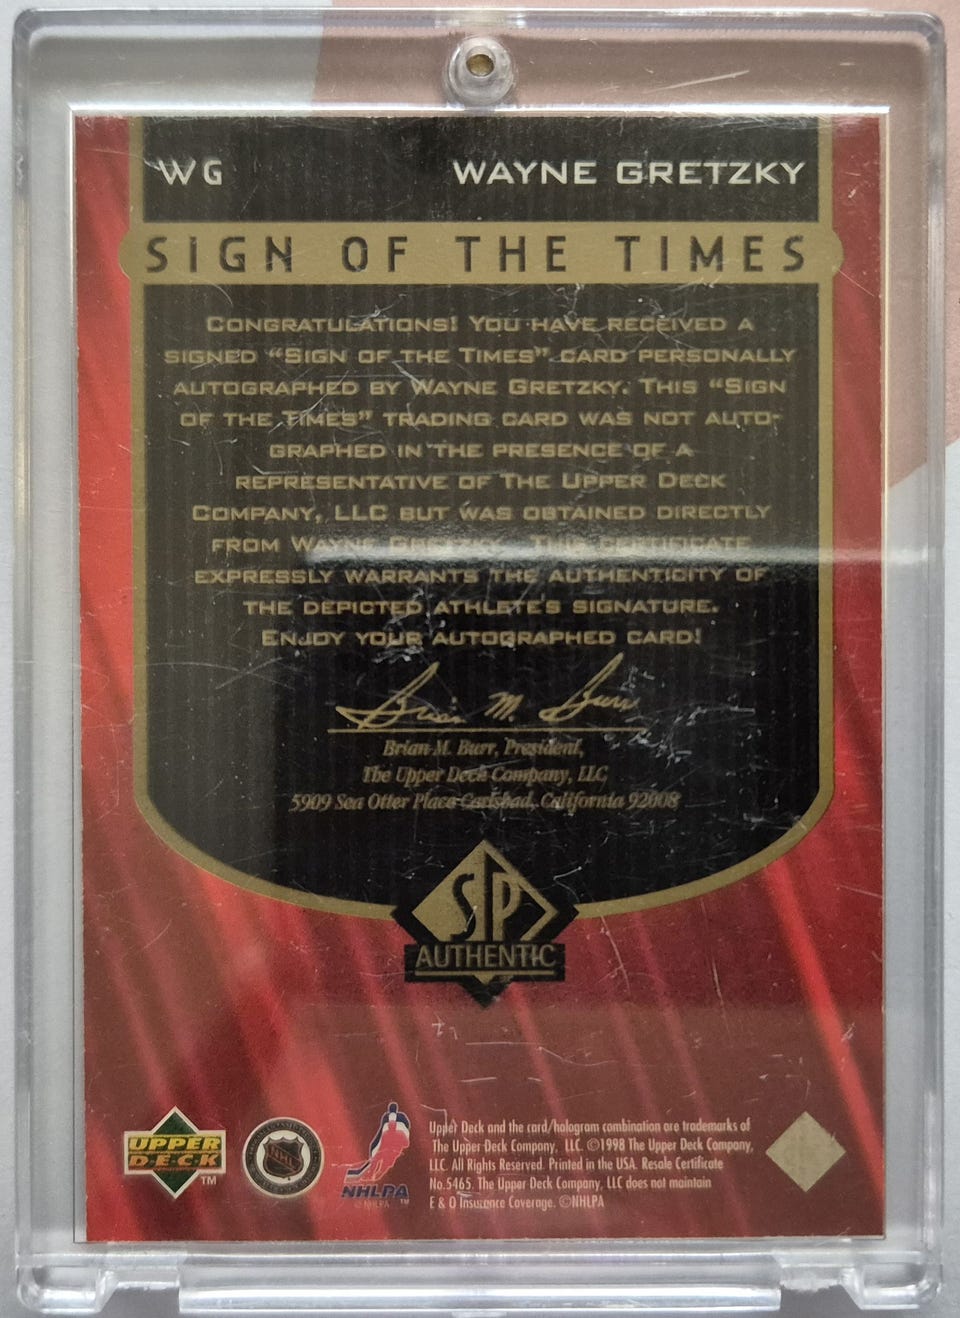 WG WAYNE GRETZKY
SIGN OF THE TIMES
CONGRATULATIONS! YOU HAVE RECEIVED A
SIGNED “SIGN OF THE TIMES” CARD PERSONALLY
AUTOGRAPHED BY WAYNE GRETZKY. THIS “SIGN
OF THE TIMES” TRADING CARD WAS NOT AUTO-
GRAPHED IN THE PRESENCE OF A
REPRESENTATIVE OF THE UPPER DECK
COMPANY, LLC BUT WAS OBTAINED DIRECTLY
FROM WAYNE GRETZKY. THIS CERTIFICATE
EXPRESSLY WARRANTS THE AUTHENTICITY OF
THE DEPICTED ATHLETE'S SIGNATURE.
ENJOY YOUR AUTOGRAPHED CARD!
Brian M. Burr
Brian M. Burr, President,
The Upper Deck Company, LLC
5909 Sea Otter Place Carlsbad, California 92008
SP
AUTHENTIC
UPPER
DECK
TM
NHL
NHLPA
TM
© NHLPA
Upper Deck and the card/hologram combination are trademarks of
The Upper Deck Company, LLC. ©1998 The Upper Deck Company,
LLC. All Rights Reserved. Printed in the USA. Resale Certificate
No.5465. The Upper Deck Company, LLC does not maintain
E & O Insurance Coverage. ©NHLPA